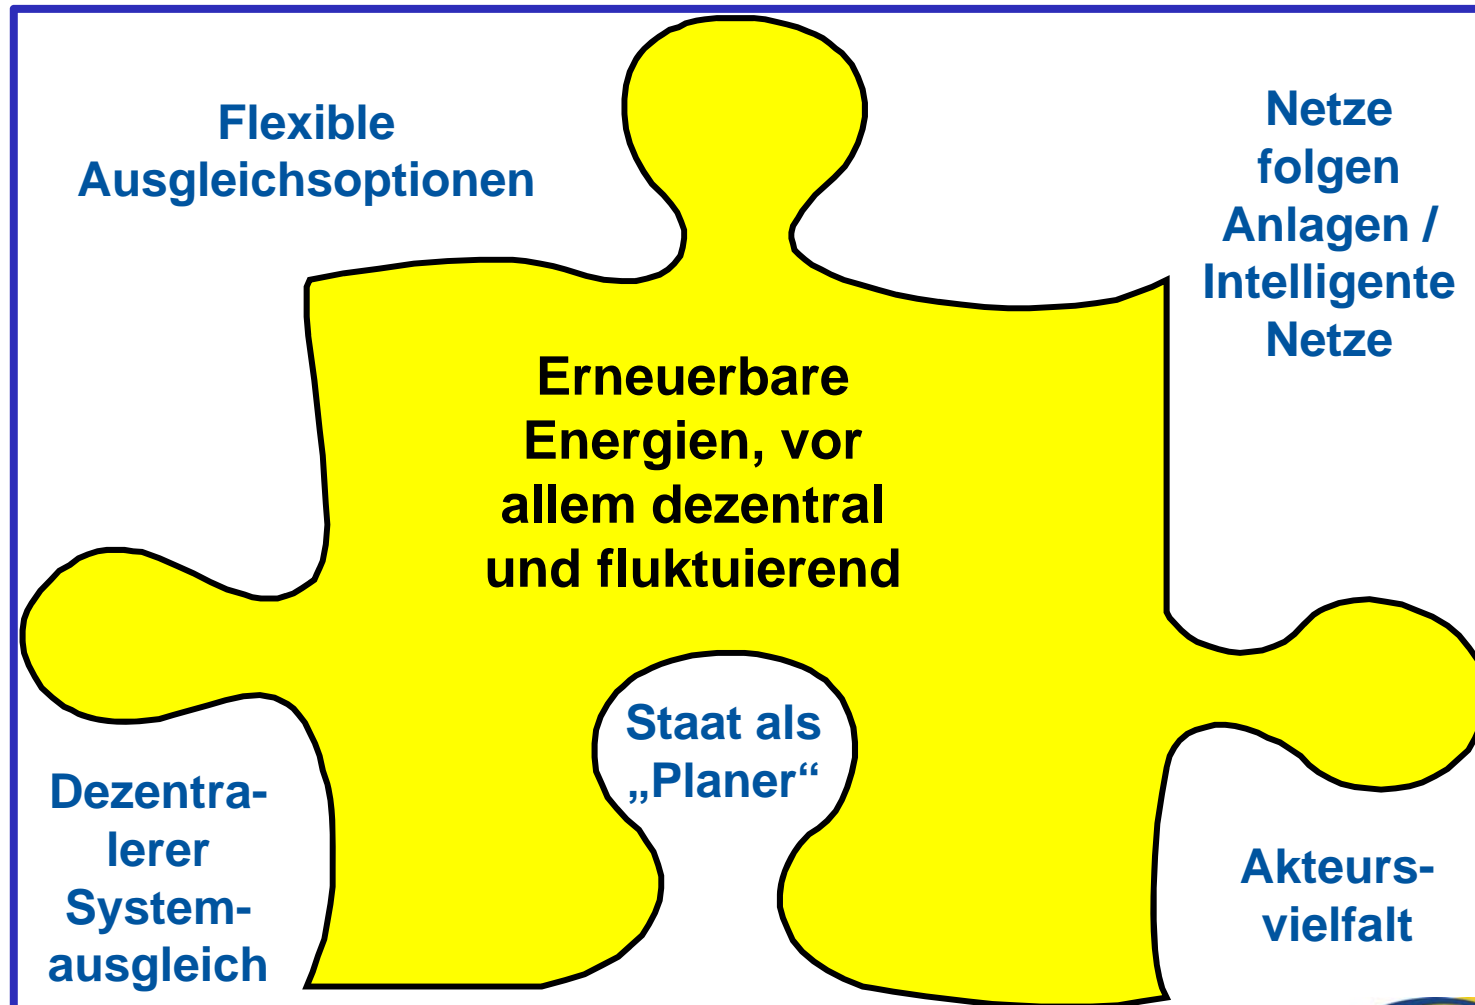 Flexible
Ausgleichsoptionen
Netze
folgen
Anlagen /
Intelligente
Netze
Erneuerbare
Energien, vor
allem dezentral
und fluktuierend
Staat als
„Planer“
Dezentra-
lerer
System-
ausgleich
Akteurs-
vielfalt